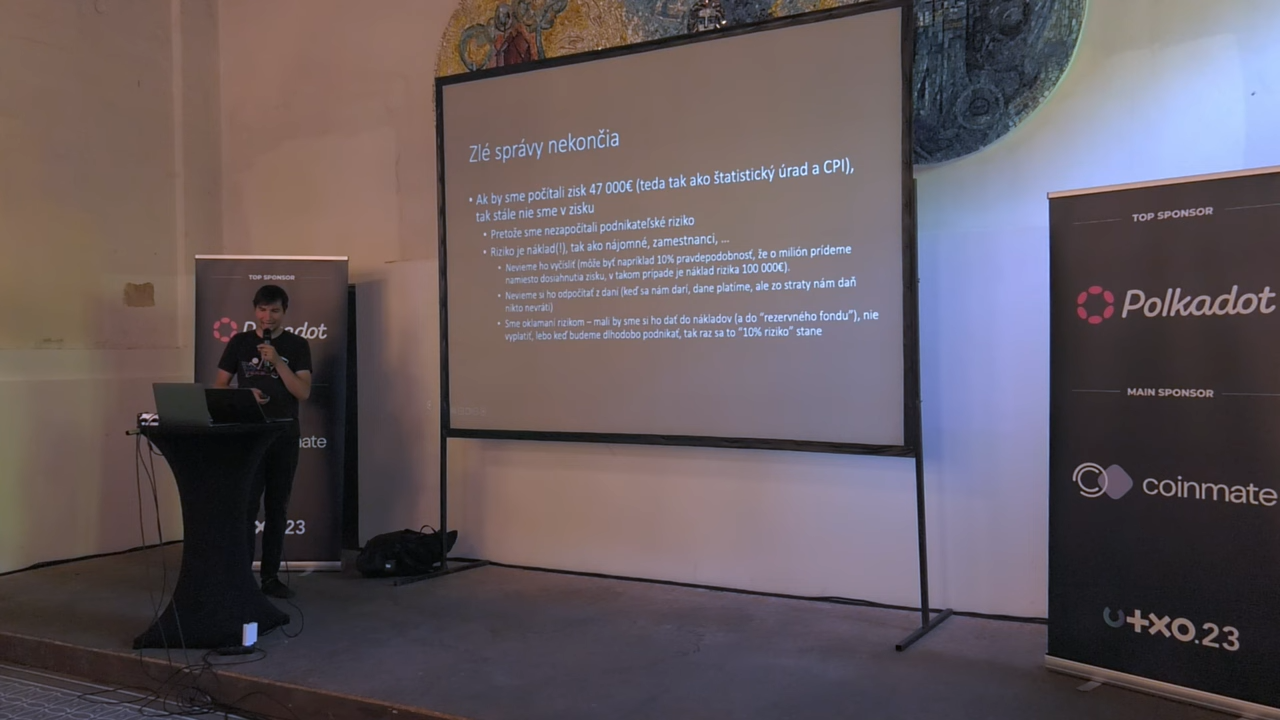 Zlé správy nekončia
• Ak by sme počítali zisk 47 000€ (teda tak ako štatistický úrad a CPI),
tak stále nie sme v zisku
• Pretože sme nezapočítali podnikateľské riziko
• Riziko je náklad(!), tak ako nájomné, zamestnanci, ...
• Nevieme ho vyčísliť (môže byť napríklad 10% pravdepodobnosť, že o milión prídeme
namiesto dosiahnutia zisku, v takom prípade je náklad rizika 100 000€).
• Nevieme si ho odpočítať z daní (keď sa nám darí, dane platíme, ale zo straty nám daň
nikto nevráti)
• Sme oklamaní rizikom – mali by sme si ho dať do nákladov (a do "rezervného fondu"), nie
vyplatiť, lebo keď budeme dlhodobo podnikať, tak raz sa to "10% riziko" stane
TOP SPONSOR
Polkadot
MAIN SPONSOR
coinmate
utxo.23
TOP SPONSOR